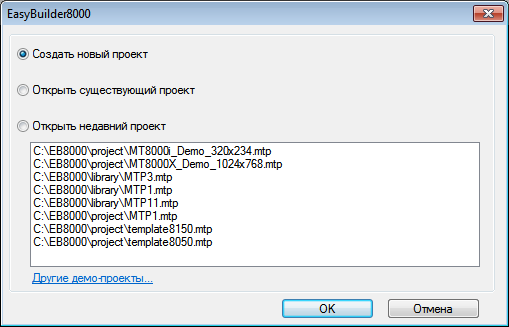 EasyBuilder8000
Создать новый проект
Открыть существующий проект
Открыть недавний проект
C:\EB8000\project\MT8000i_Demo_320x234.mtp
C:\EB8000\project\MT8000X_Demo_1024x768.mtp
C:\EB8000\library\MTP3.mtp
C:\EB8000\library\MTP1.mtp
C:\EB8000\library\MTP11.mtp
C:\EB8000\project\MTP1.mtp
C:\EB8000\project\template8150.mtp
C:\EB8000\project\template8050.mtp
Другие демо-проекты...
OK Отмена